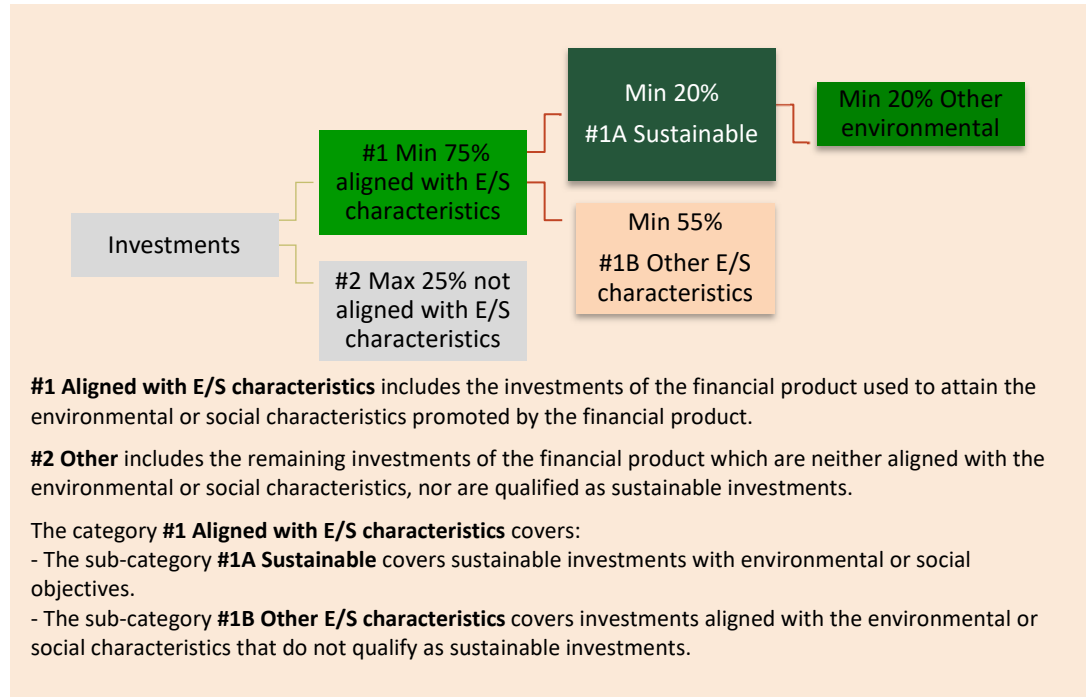 Investments
#1 Min 75%
aligned with E/S
characteristics
#2 Max 25% not
aligned with E/S
characteristics
Min 20%
#1A Sustainable
Min 55%
#1B Other E/S
characteristics
Min 20% Other
environmental
#1 Aligned with E/S characteristics includes the investments of the financial product used to attain the
environmental or social characteristics promoted by the financial product.
#2 Other includes the remaining investments of the financial product which are neither aligned with the
environmental or social characteristics, nor are qualified as sustainable investments.
The category #1 Aligned with E/S characteristics covers:
- The sub-category #1A Sustainable covers sustainable investments with environmental or social
objectives.
- The sub-category #1B Other E/S characteristics covers investments aligned with the environmental or
social characteristics that do not qualify as sustainable investments.